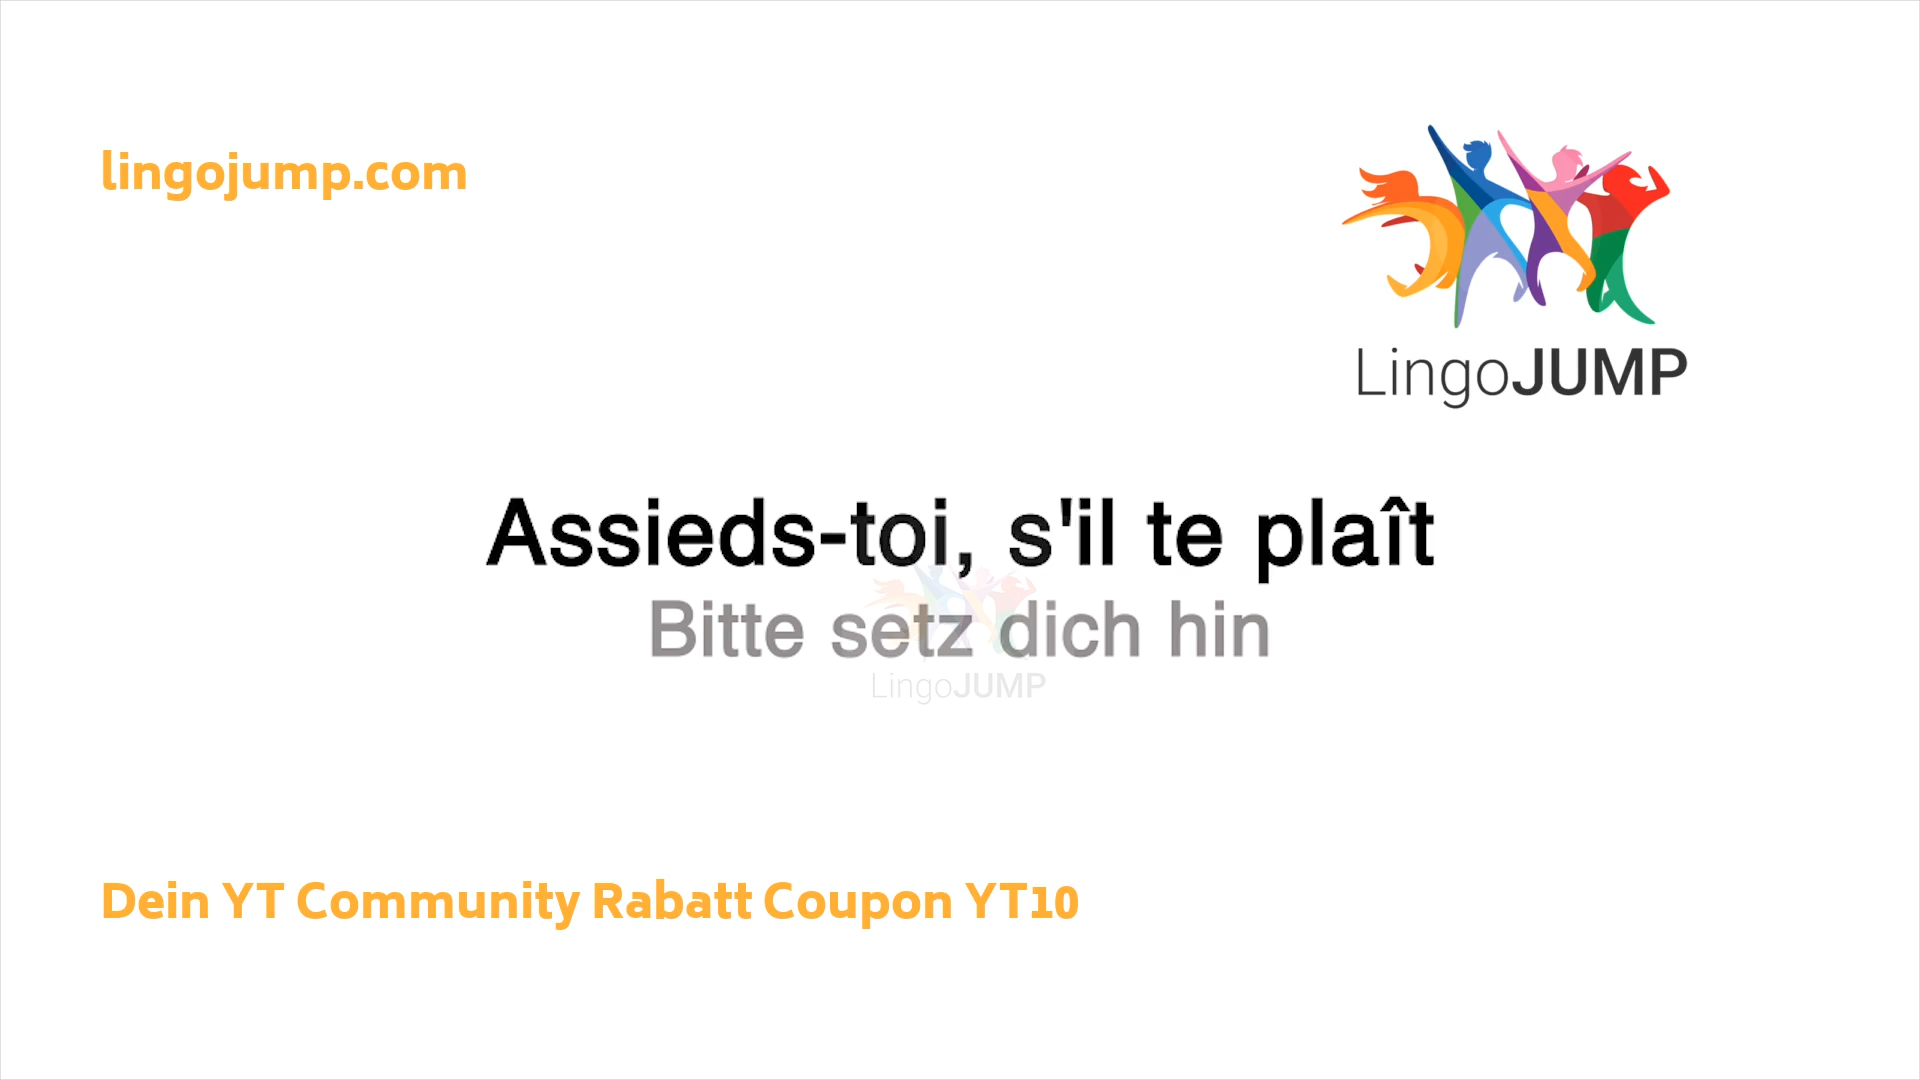 lingojump.com
LingoJUMP
Assieds-toi, s'il te plaît
Bitte setz dich hin
LingoJUMP
Dein YT Community Rabatt Coupon YT10